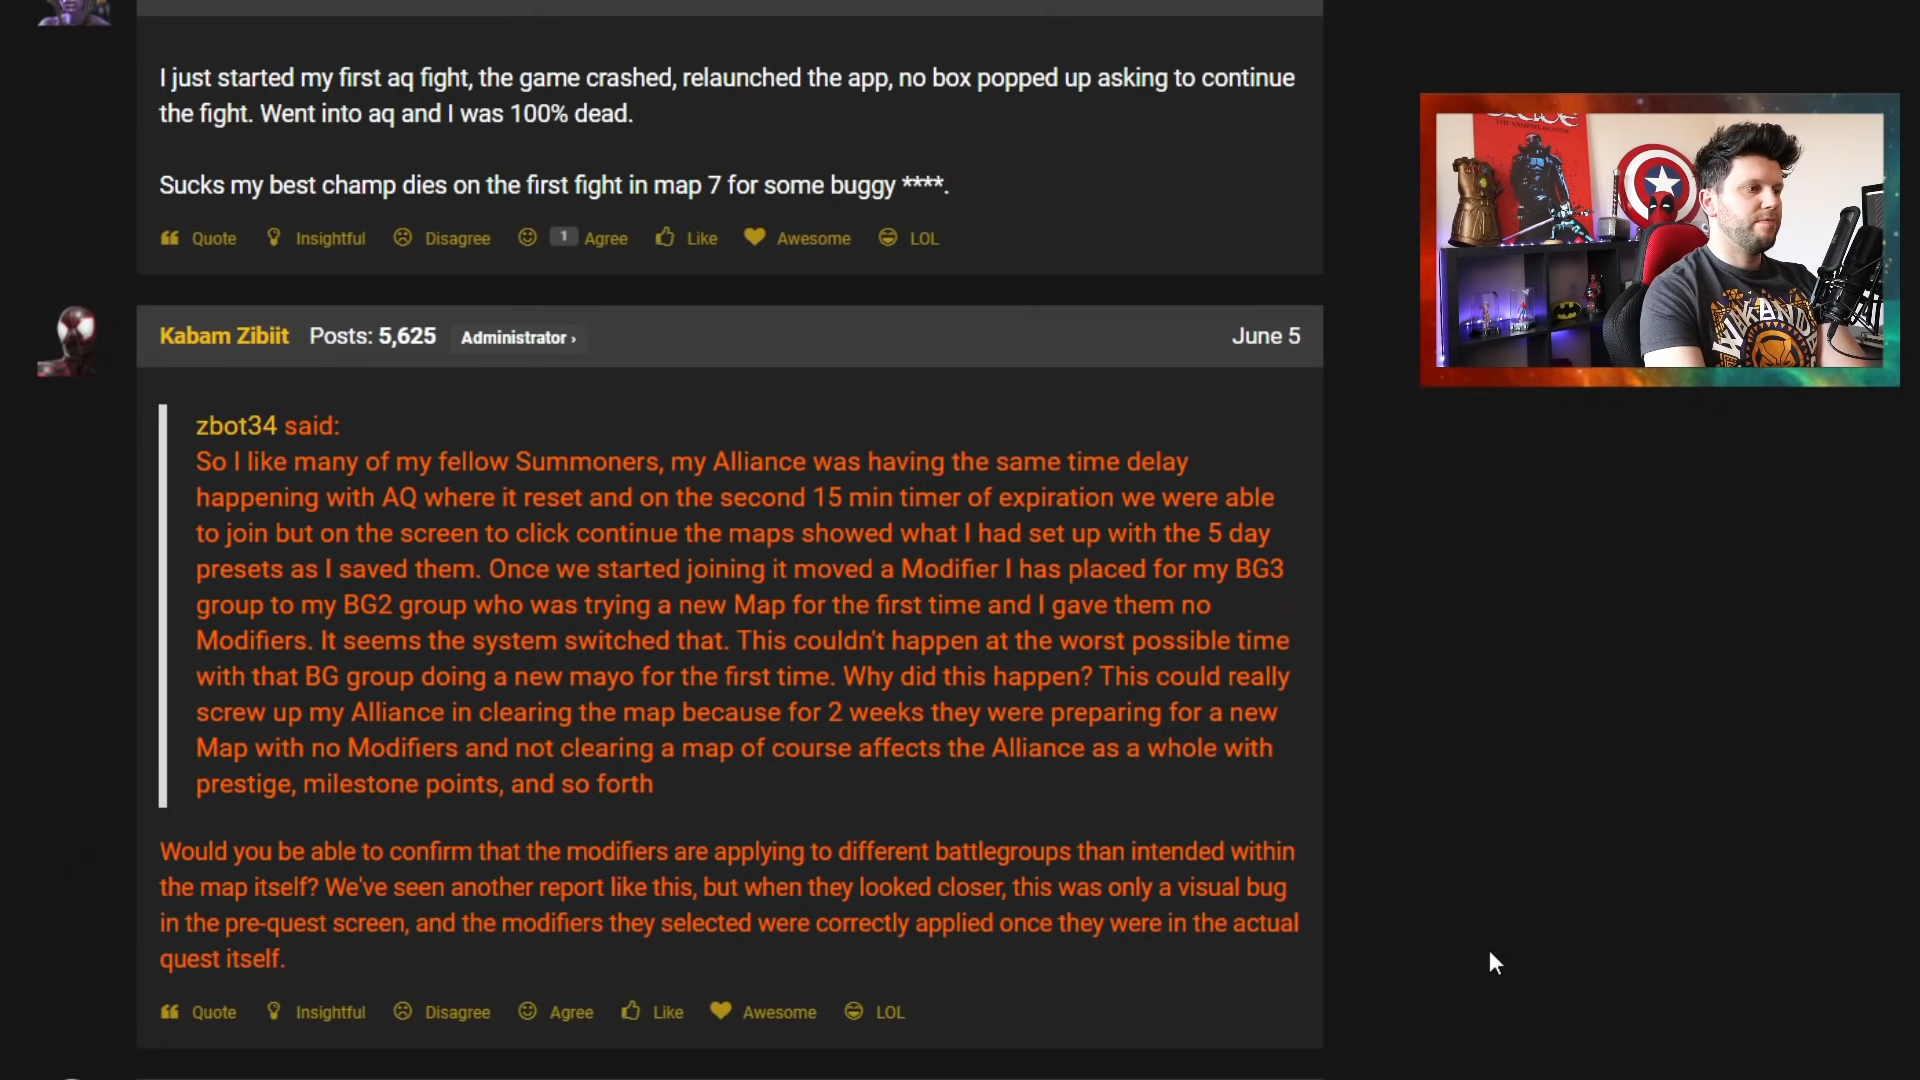 I just started my first aq fight, the game crashed, relaunched the app, no box popped up asking to continue
the fight. Went into aq and I was 100% dead.
Sucks my best champ dies on the first fight in map 7 for some buggy ****.
Quote Insightful Disagree 1 Agree Like Awesome LOL
Kabam Zibiit Posts: 5,625 Administrator › June 5
zbot34 said:
So I like many of my fellow Summoners, my Alliance was having the same time delay
happening with AQ where it reset and on the second 15 min timer of expiration we were able
to join but on the screen to click continue the maps showed what I had set up with the 5 day
presets as I saved them. Once we started joining it moved a Modifier I has placed for my BG3
group to my BG2 group who was trying a new Map for the first time and I gave them no
Modifiers. It seems the system switched that. This couldn't happen at the worst possible time
with that BG group doing a new mayo for the first time. Why did this happen? This could really
screw up my Alliance in clearing the map because for 2 weeks they were preparing for a new
Map with no Modifiers and not clearing a map of course affects the Alliance as a whole with
prestige, milestone points, and so forth
Would you be able to confirm that the modifiers are applying to different battlegroups than intended within
the map itself? We've seen another report like this, but when they looked closer, this was only a visual bug
in the pre-quest screen, and the modifiers they selected were correctly applied once they were in the actual
quest itself.
Quote Insightful Disagree Agree Like Awesome LOL
THE VAMPIRE-HUNTER